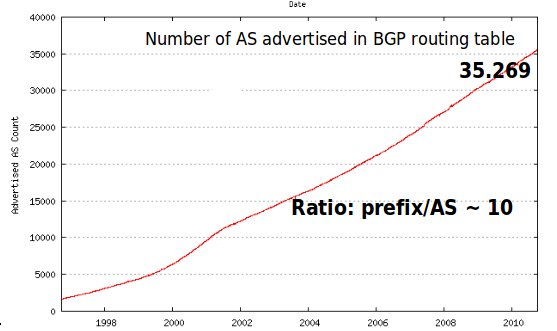 Date
40000
Number of AS advertised in BGP routing table
35000
35.269
30000
25000
20000
Advertised AS Count
15000
Ratio: prefix/AS ~ 10
10000
5000
0
1998 2000 2002 2004 2006 2008 2010